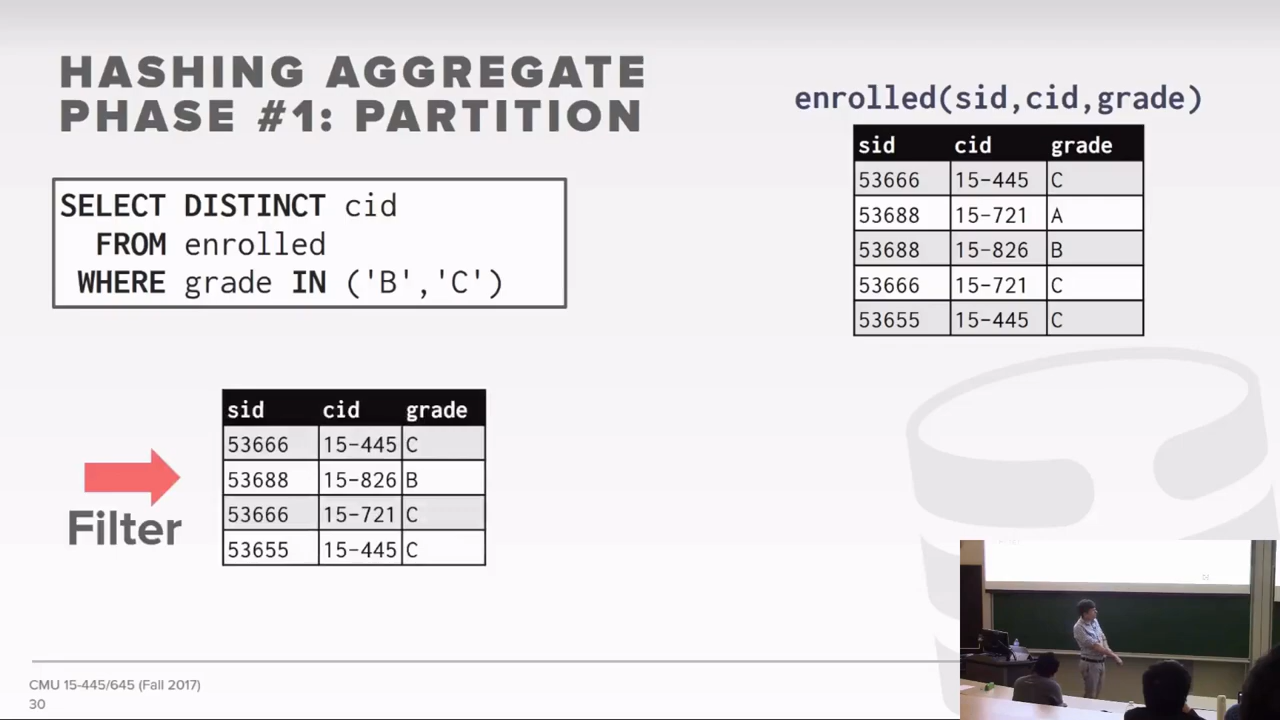 HASHING AGGREGATE
PHASE #1: PARTITION
enrolled(sid,cid,grade)
sid cid grade
53666 15-445 C
53688 15-721 A
53688 15-826 B
53666 15-721 C
53655 15-445 C
SELECT DISTINCT cid
FROM enrolled
WHERE grade IN ('B','C')
Filter
sid cid grade
53666 15-445 C
53688 15-826 B
53666 15-721 C
53655 15-445 C
CMU 15-445/645 (Fall 2017)
30